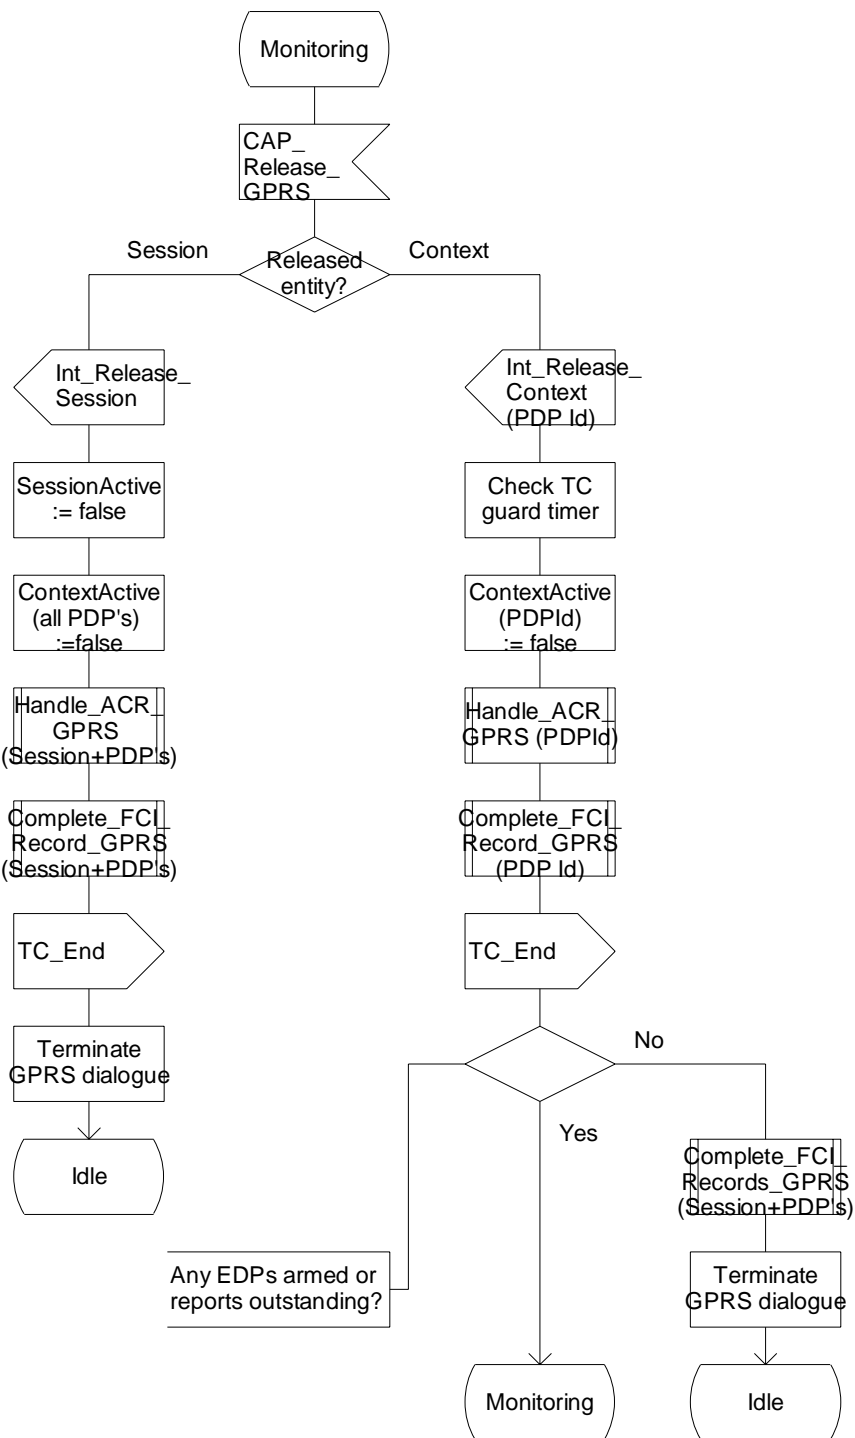 Monitoring
CAP_
Release_
GPRS
Session
Released
entity?
Context
Int_Release_
Session
Int_Release_
Context
(PDP Id)
SessionActive
:= false
Check TC
guard timer
ContextActive
(all PDP's)
:=false
ContextActive
(PDPId)
:= false
Handle_ACR_
GPRS
(Session+PDP's)
Handle_ACR_
GPRS (PDPId)
Complete_FCI_
Record_GPRS
(Session+PDP's)
Complete_FCI_
Record_GPRS
(PDP Id)
TC_End
TC_End
Terminate
GPRS dialogue
No
Yes
Idle
Complete_FCI_
Records_GPRS
(Session+PDP's)
Any EDPs armed or
reports outstanding?
Terminate
GPRS dialogue
Monitoring
Idle